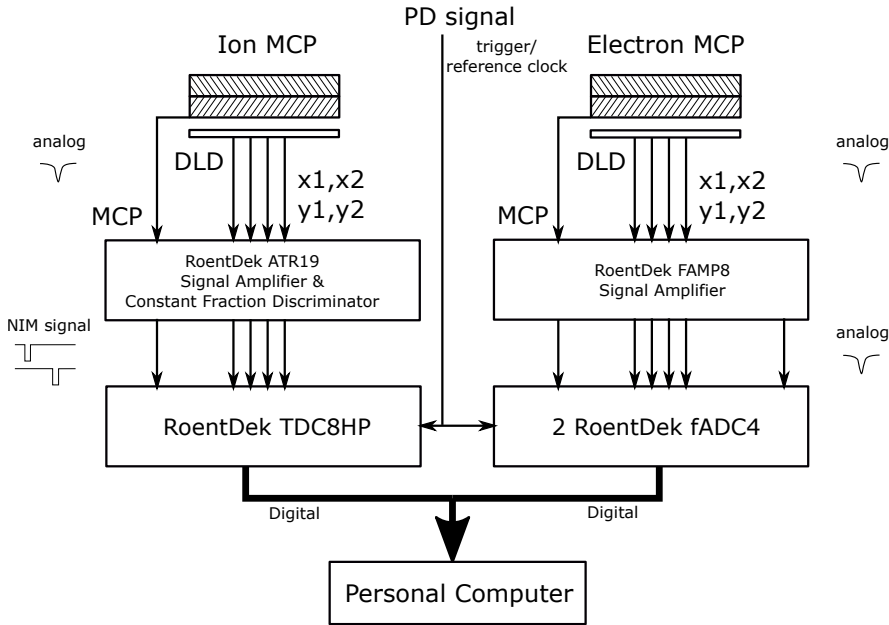 PD signal
Ion MCP
trigger/
reference clock
Electron MCP
analog
DLD
x1,x2
y1,y2
MCP
DLD
x1,x2
y1,y2
MCP
analog
RoentDek ATR19
Signal Amplifier &
Constant Fraction Discriminator
RoentDek FAMP8
Signal Amplifier
NIM signal
analog
RoentDek TDC8HP
2 RoentDek fADC4
Digital
Digital
Personal Computer